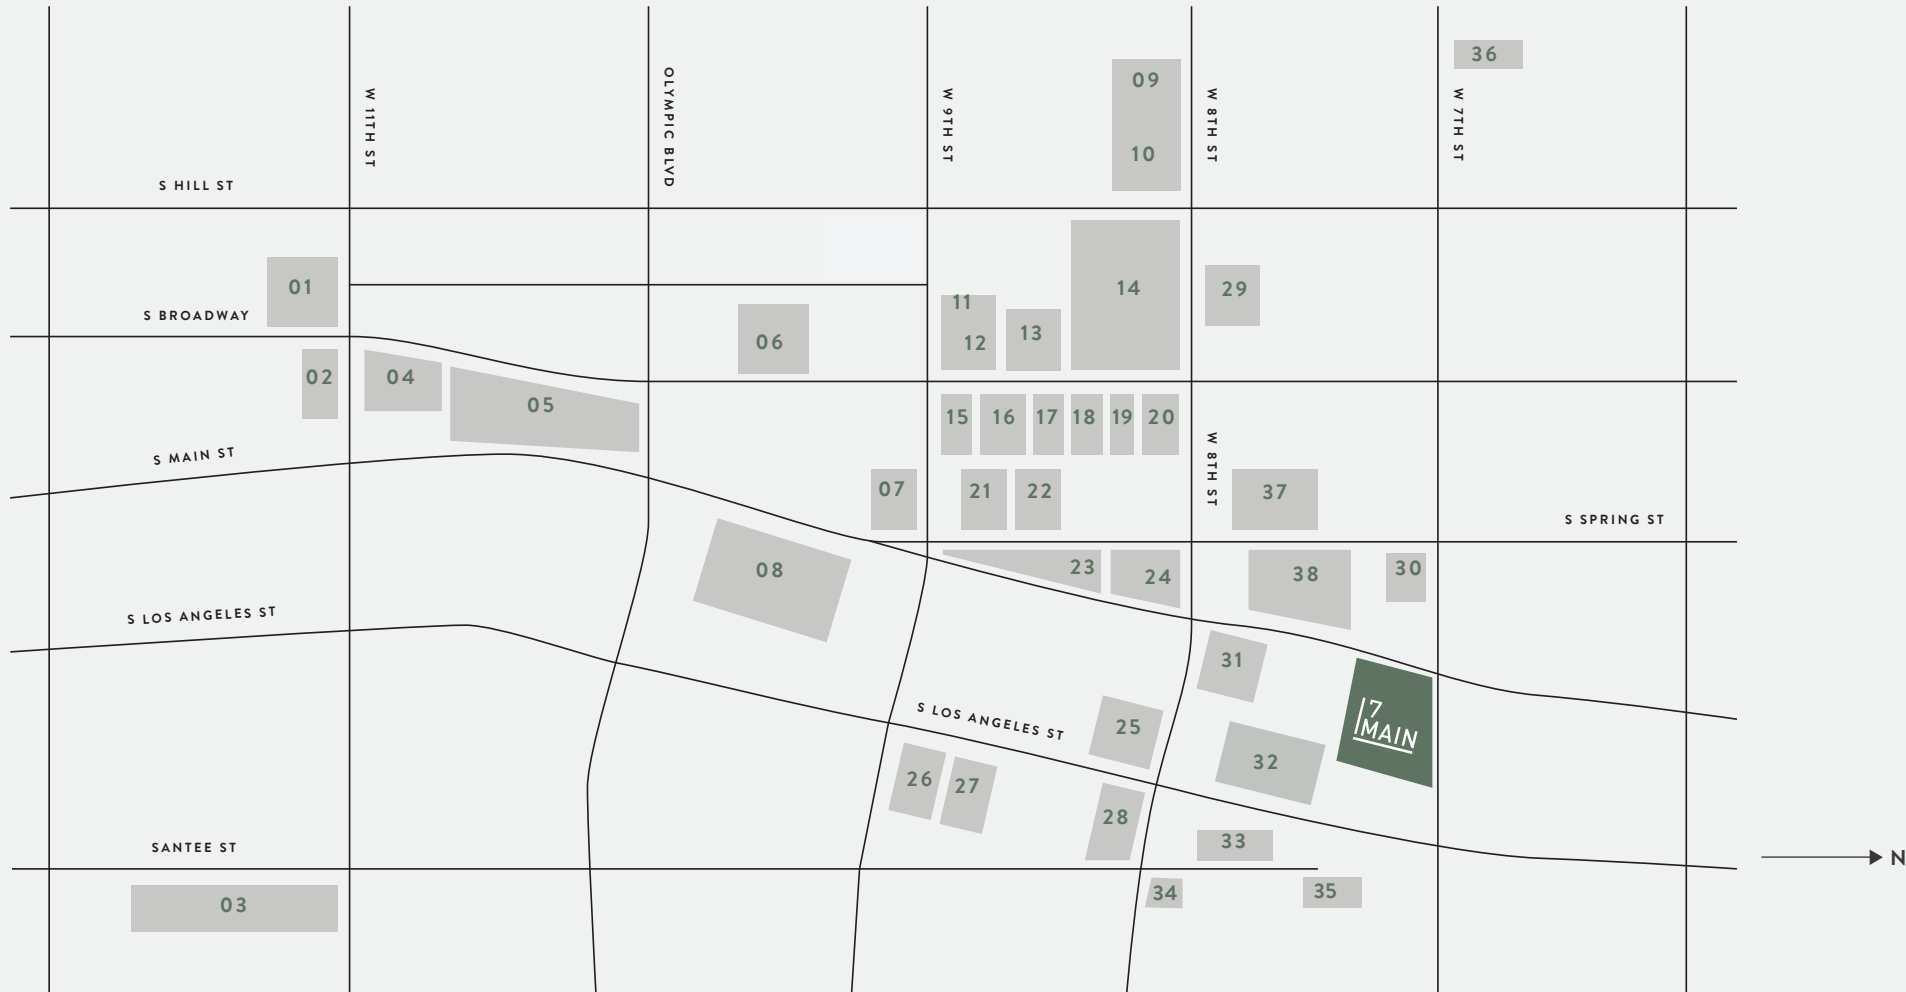 36
09
W 11TH ST
OLYMPIC BLVD
W 9TH ST
W 8TH ST
W 7TH ST
10
S HILL ST
01
14
29
11
S BROADWAY
06
12
13
02
04
05
15
16
17
18
19
20
S MAIN ST
W 8TH ST
07
21
22
37
S SPRING ST
08
23
24
38
30
S LOS ANGELES ST
31
S LOS ANGELES ST
25
7
MAIN
32
26
27
28
33
SANTEE ST
N
03
34
35